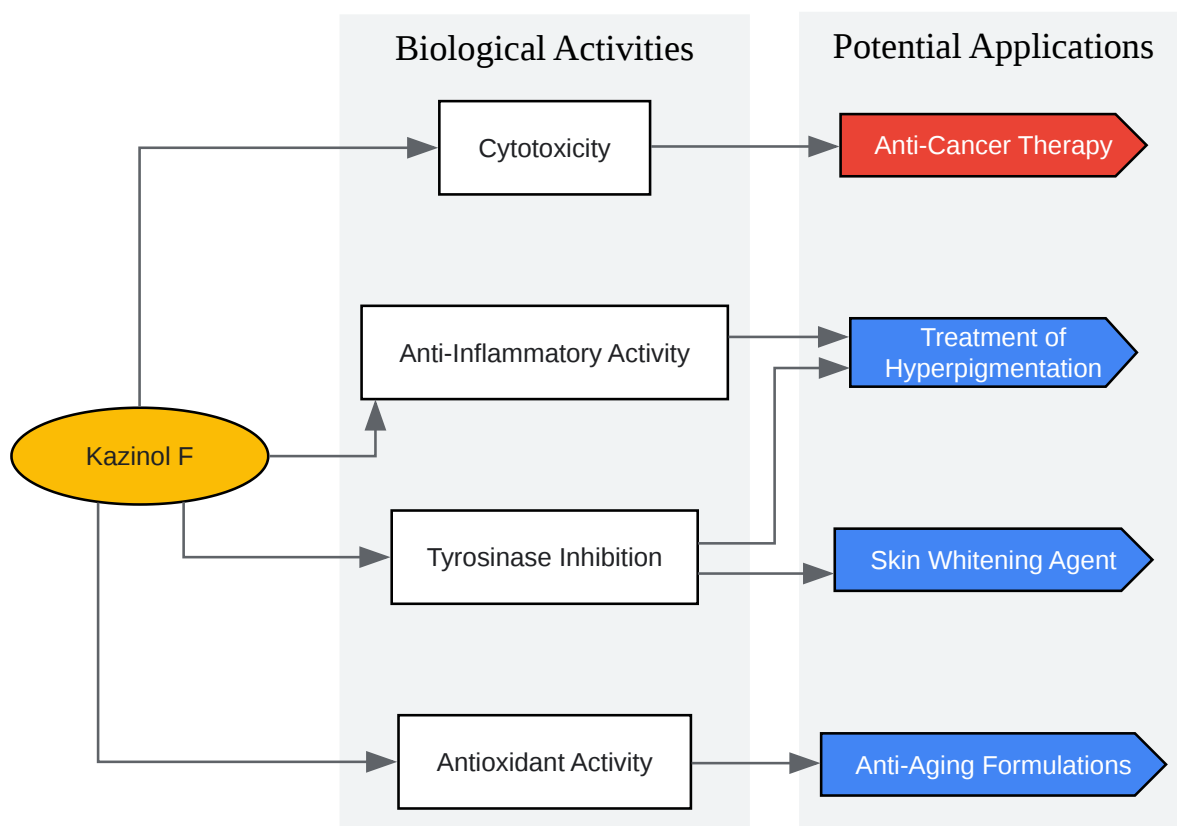 Biological Activities
Potential Applications
Cytotoxicity
Anti-Cancer Therapy
Anti-Inflammatory Activity
Treatment of
Hyperpigmentation
Kazinol F
Tyrosinase Inhibition
Skin Whitening Agent
Antioxidant Activity
Anti-Aging Formulations